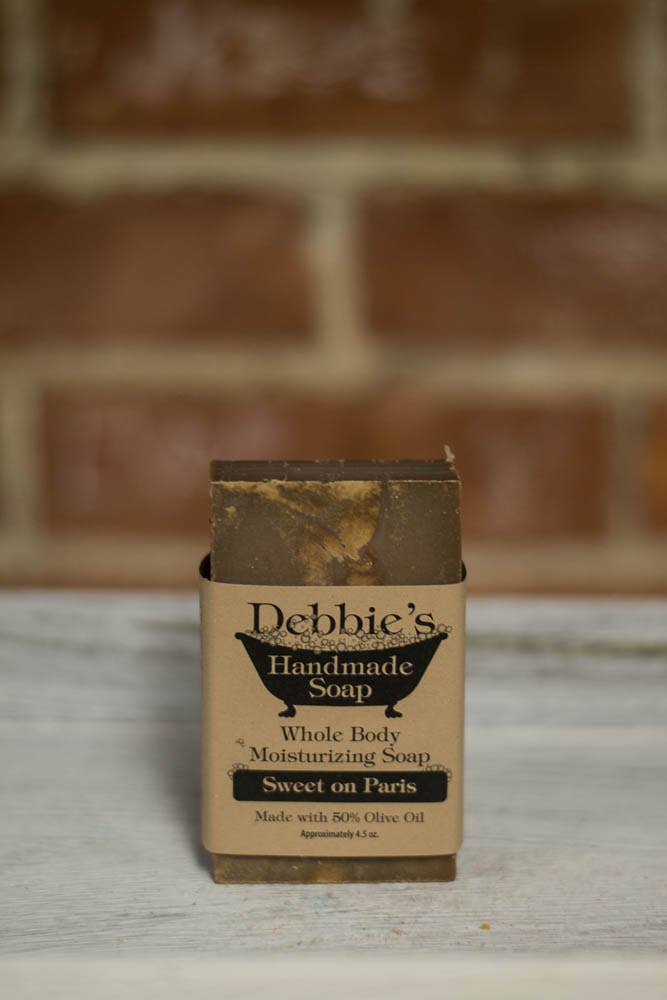 Debbie's
Handmade
Soap
Whole Body
Moisturizing Soap
Sweet on Paris
Made with 50% Olive Oil
Approximately 4.5 oz.